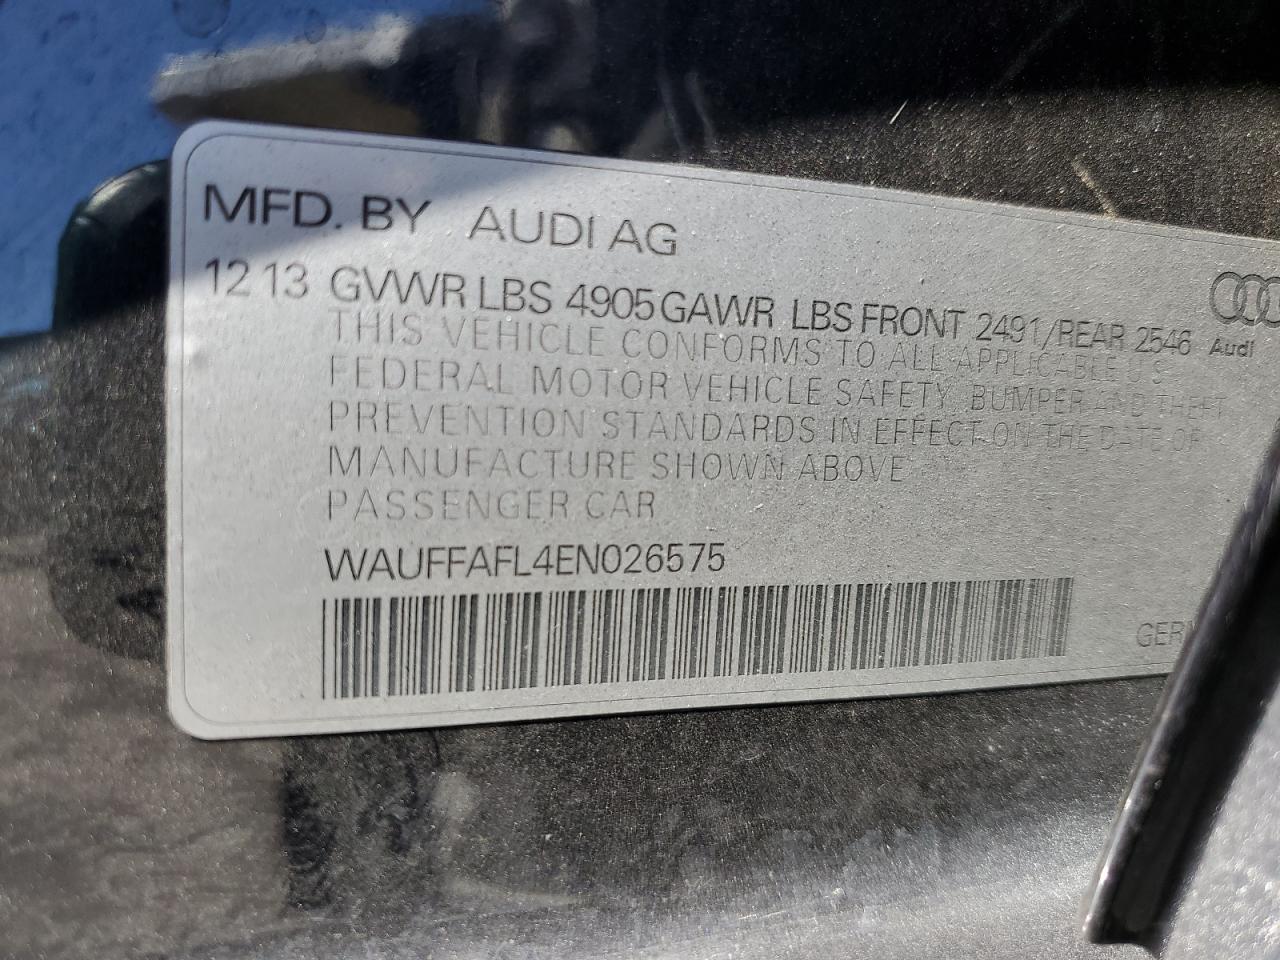 MFD. BY AUDI AG
12 13 GVWR LBS 4905 GAWR LBS FRONT 2491/REAR 2546
Audi
THIS VEHICLE CONFORMS TO ALL APPLICABLE U S
FEDERAL MOTOR VEHICLE SAFETY, BUMPER AND THEFT
PREVENTION STANDARDS IN EFFECT ON THE DATE OF
MANUFACTURE SHOWN ABOVE
PASSENGER CAR
WAUFFAFL4EN026575